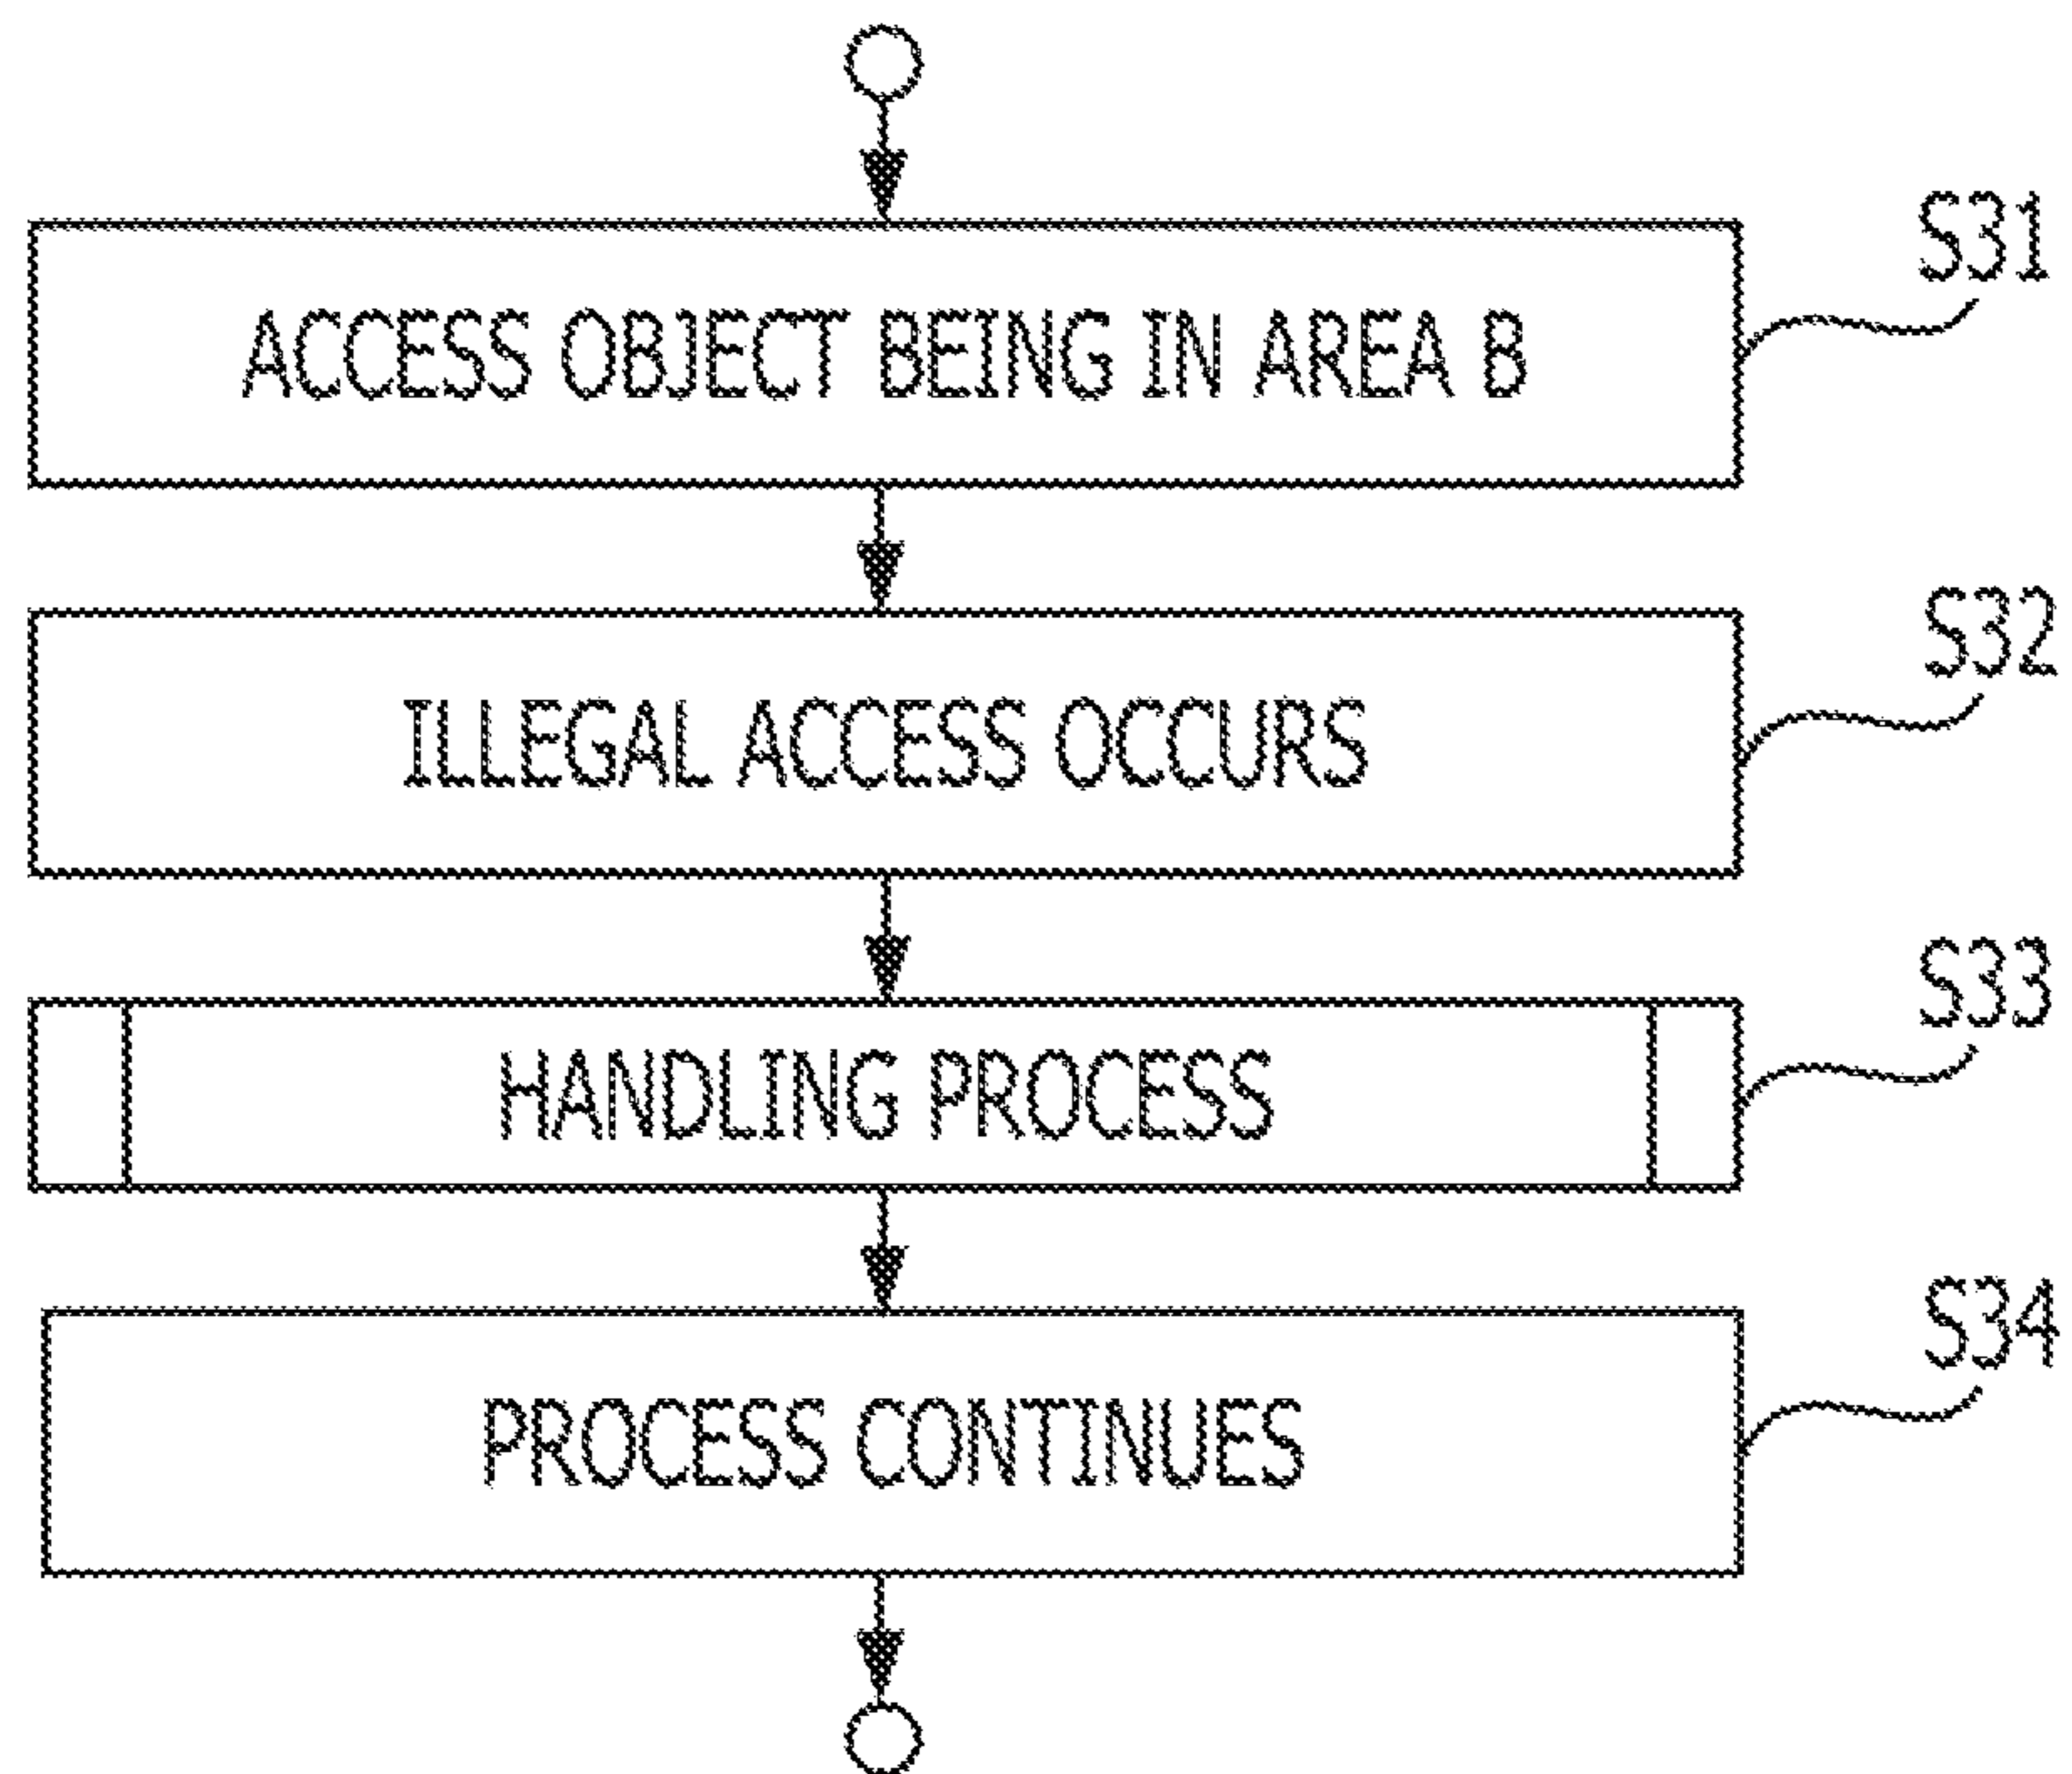 S31
ACCESS OBJECT BEING IN AREA B
S32
ILLEGAL ACCESS OCCURS
S33
HANDLING PROCESS
S34
PROCESS CONTINUES